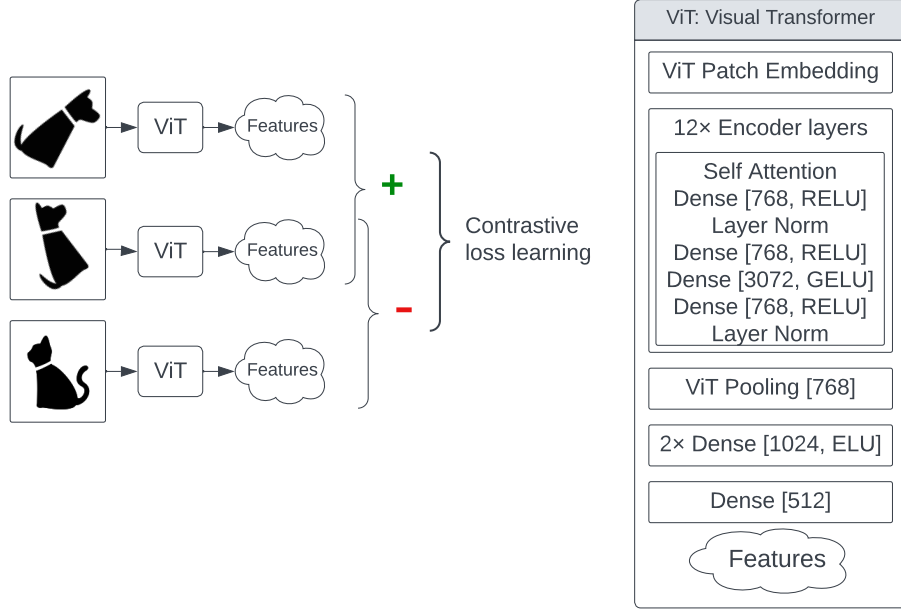 ViT
Features
+
ViT
Features
−
ViT
Features
Contrastive
loss learning
ViT: Visual Transformer
ViT Patch Embedding
12× Encoder layers
Self Attention
Dense [768, RELU]
Layer Norm
Dense [768, RELU]
Dense [3072, GELU]
Dense [768, RELU]
Layer Norm
ViT Pooling [768]
2× Dense [1024, ELU]
Dense [512]
Features